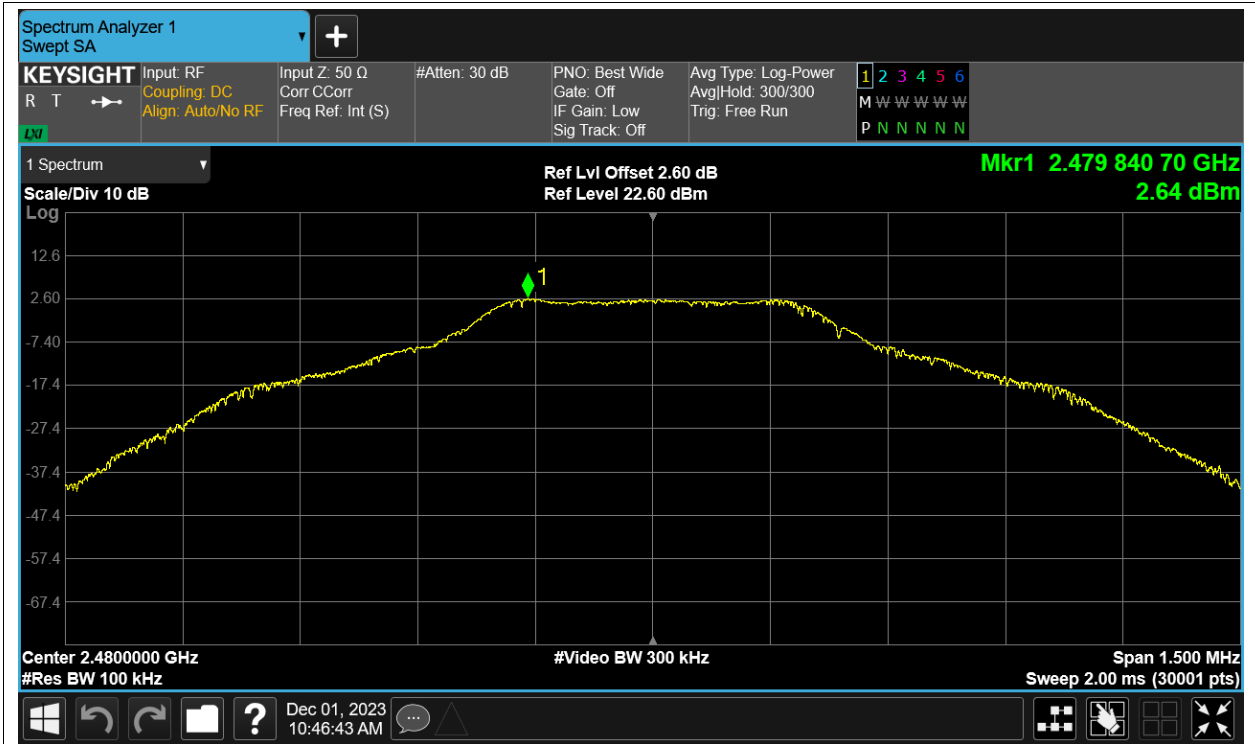 Spectrum Analyzer 1
Swept SA
KEYSIGHT
R T
LXI
Input: RF
Coupling: DC
Align: Auto/No RF
Input Z: 50 Ω
Corr CCorr
Freq Ref: Int (S)
#Atten: 30 dB
PNO: Best Wide
Gate: Off
IF Gain: Low
Sig Track: Off
Avg Type: Log-Power
Avg|Hold: 300/300
Trig: Free Run
1 2 3 4 5 6
M W W W W W
P N N N N N
1 Spectrum
Scale/Div 10 dB
Log
Ref Lvl Offset 2.60 dB
Ref Level 22.60 dBm
Mkr1 2.479 840 70 GHz
2.64 dBm
1
12.6
2.60
-7.40
-17.4
-27.4
-37.4
-47.4
-57.4
-67.4
Center 2.4800000 GHz
#Video BW 300 kHz
Span 1.500 MHz
#Res BW 100 kHz
Sweep 2.00 ms (30001 pts)
?
Dec 01, 2023
10:46:43 AM